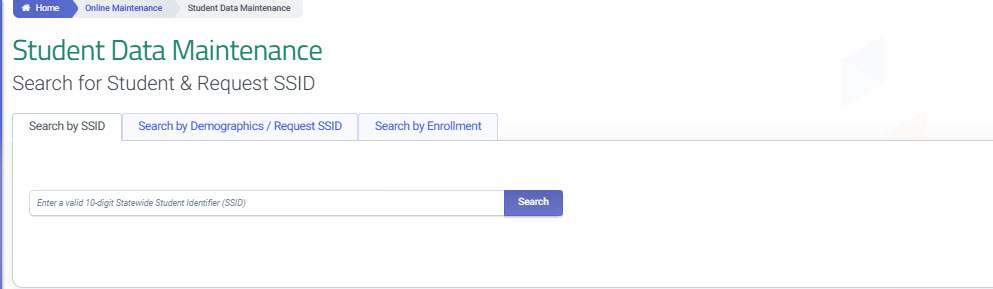 Home Online Maintenance Student Data Maintenance
Student Data Maintenance
Search for Student & Request SSID
Search by SSID Search by Demographics / Request SSID Search by Enrollment
Enter a valid 10-digit Statewide Student Identifier (SSID) Search